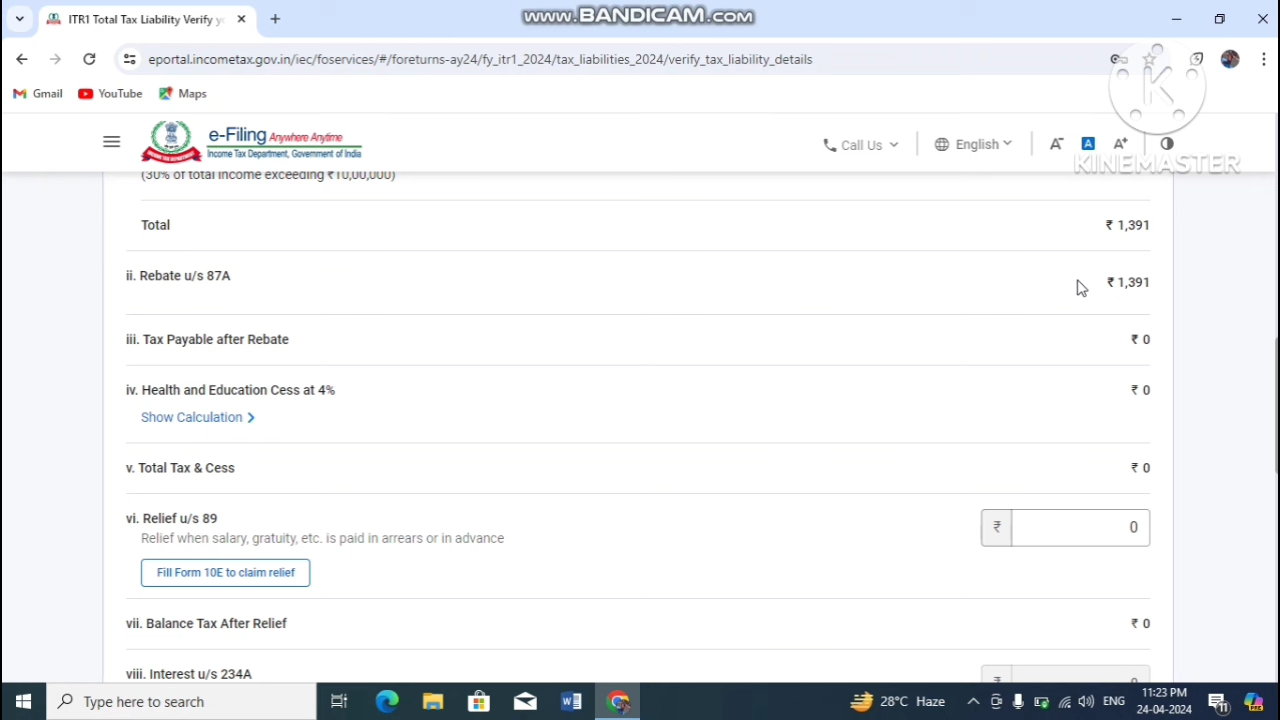 www.BANDICAM.com
ITR1 Total Tax Liability Verify y
eportal.incometax.gov.in/iec/foservices/#/foreturns-ay24/fy_itr1_2024/tax_liabilities_2024/verify_tax_liability_details
Gmail YouTube Maps
e-Filing Anywhere Anytime
Income Tax Department, Government of India
Call Us English A A A
K
KINEMASTER
(30% of total income exceeding ₹10,00,000)
Total ₹ 1,391
ii. Rebate u/s 87A ₹ 1,391
iii. Tax Payable after Rebate ₹ 0
iv. Health and Education Cess at 4% ₹ 0
Show Calculation
v. Total Tax & Cess ₹ 0
vi. Relief u/s 89 ₹ 0
Relief when salary, gratuity, etc. is paid in arrears or in advance
Fill Form 10E to claim relief
vii. Balance Tax After Relief ₹ 0
viii. Interest u/s 234A
Type here to search 28°C Haze ENG 11:23 PM
24-04-2024 11